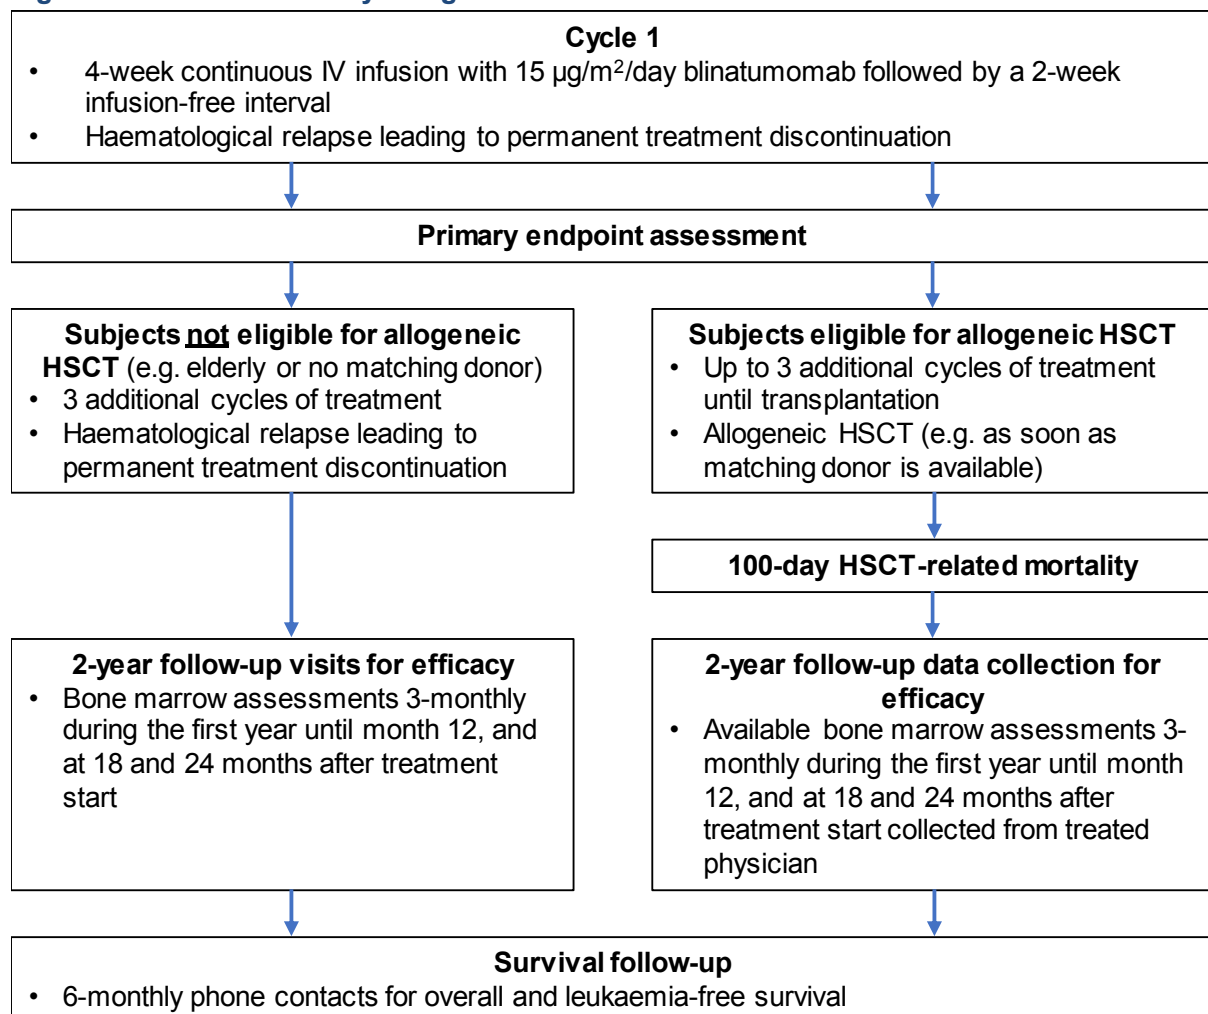 Cycle 1
• 4-week continuous IV infusion with 15 µg/m²/day blinatumomab followed by a 2-week
infusion-free interval
• Haematological relapse leading to permanent treatment discontinuation
Primary endpoint assessment
Subjects not eligible for allogeneic
HSCT (e.g. elderly or no matching donor)
• 3 additional cycles of treatment
• Haematological relapse leading to
permanent treatment discontinuation
Subjects eligible for allogeneic HSCT
• Up to 3 additional cycles of treatment
until transplantation
• Allogeneic HSCT (e.g. as soon as
matching donor is available)
100-day HSCT-related mortality
2-year follow-up visits for efficacy
• Bone marrow assessments 3-monthly
during the first year until month 12, and
at 18 and 24 months after treatment
start
2-year follow-up data collection for
efficacy
• Available bone marrow assessments 3-
monthly during the first year until month
12, and at 18 and 24 months after
treatment start collected from treated
physician
Survival follow-up
• 6-monthly phone contacts for overall and leukaemia-free survival